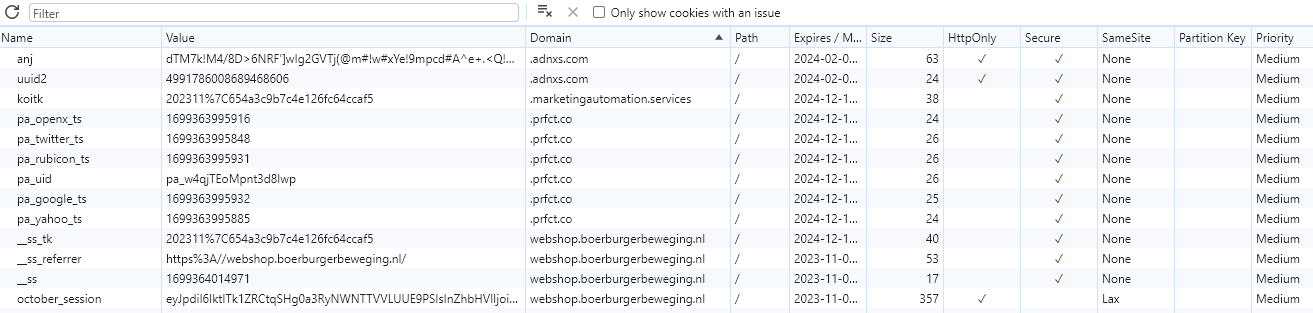 Filter Only show cookies with an issue
Name Value Domain Path Expires / M... Size HttpOnly Secure SameSite Partition Key Priority
anj dTM7k!M4/8D>6NRF']wIg2GVTj(@m#!w#xYe!9mpcd#A^e+.<Q!... .adnxs.com / 2024-02-0... 63 ✓ ✓ None Medium
uuid2 4991786008689468606 .adnxs.com / 2024-02-0... 24 ✓ ✓ None Medium
koitk 202311%7C654a3c9b7c4e126fc64ccaf5 .marketingautomation.services / 2024-12-1... 38 ✓ None Medium
pa_openx_ts 1699363995916 .prfct.co / 2024-12-1... 24 ✓ None Medium
pa_twitter_ts 1699363995848 .prfct.co / 2024-12-1... 26 ✓ None Medium
pa_rubicon_ts 1699363995931 .prfct.co / 2024-12-1... 26 ✓ None Medium
pa_uid pa_w4qjTEoMpnt3d8Iwp .prfct.co / 2024-12-1... 26 ✓ None Medium
pa_google_ts 1699363995932 .prfct.co / 2024-12-1... 25 ✓ None Medium
pa_yahoo_ts 1699363995885 .prfct.co / 2024-12-1... 24 ✓ None Medium
__ss_tk 202311%7C654a3c9b7c4e126fc64ccaf5 webshop.boerburgerbeweging.nl / 2024-12-1... 40 ✓ None Medium
__ss_referrer https%3A//webshop.boerburgerbeweging.nl/ webshop.boerburgerbeweging.nl / 2023-11-0... 53 ✓ None Medium
__ss 1699364014971 webshop.boerburgerbeweging.nl / 2023-11-0... 17 ✓ None Medium
october_session eyJpdiI6IktlTk1ZRCtqSHg0a3RyNWNTTVVLUUE9PSIsInZhbHVlIjoi... webshop.boerburgerbeweging.nl / 2023-11-0... 357 ✓ Lax Medium